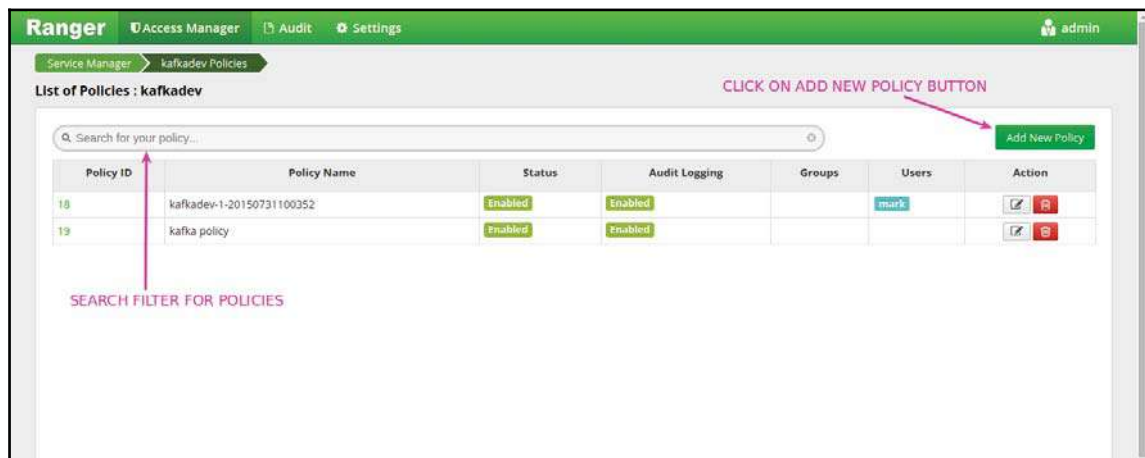 Ranger Access Manager Audit Settings admin
Service Manager kafkadev Policies
List of Policies : kafkadev
CLICK ON ADD NEW POLICY BUTTON
Search for your policy... Add New Policy
Policy ID Policy Name Status Audit Logging Groups Users Action
18 kafkadev-1-20150731100352 Enabled Enabled mark
19 kafka policy Enabled Enabled
SEARCH FILTER FOR POLICIES